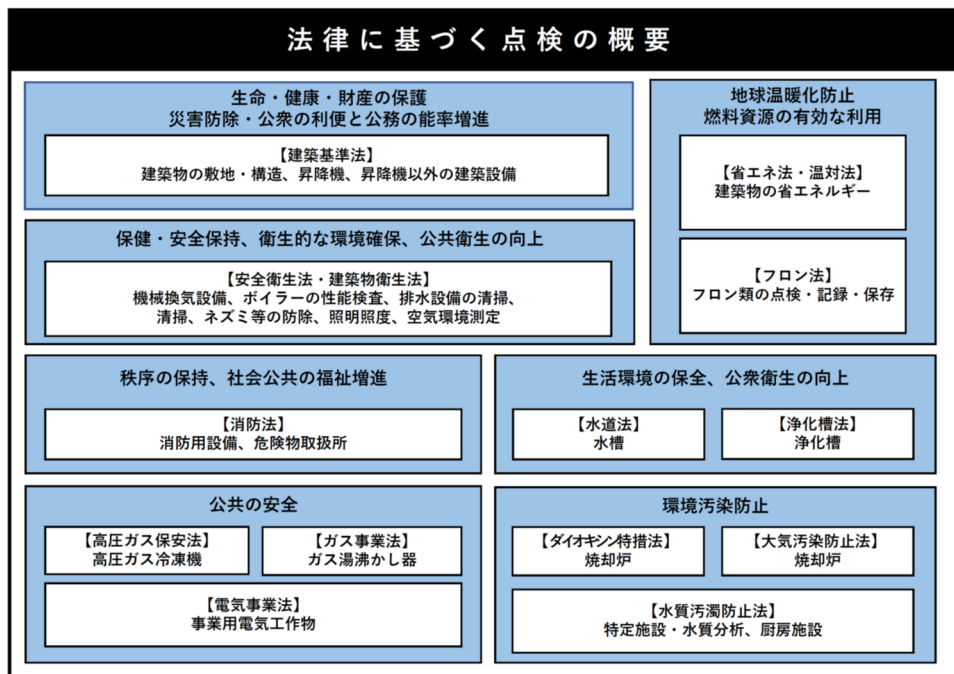 法律に基づく点検の概要
生命・健康・財産の保護
災害防除・公衆の利便と公務の能率増進
【建築基準法】
建築物の敷地・構造、昇降機、昇降機以外の建築設備
地球温暖化防止
燃料資源の有効な利用
【省エネ法・温対法】
建築物の省エネルギー
【フロン法】
フロン類の点検・記録・保存
保健・安全保持、衛生的な環境確保、公共衛生の向上
【安全衛生法・建築物衛生法】
機械換気設備、ボイラーの性能検査、排水設備の清掃、
清掃、ネズミ等の防除、照明照度、空気環境測定
秩序の保持、社会公共の福祉増進
【消防法】
消防用設備、危険物取扱所
生活環境の保全、公衆衛生の向上
【水道法】
水槽
【浄化槽法】
浄化槽
公共の安全
【高圧ガス保安法】
高圧ガス冷凍機
【ガス事業法】
ガス湯沸かし器
【電気事業法】
事業用電気工作物
環境汚染防止
【ダイオキシン特措法】
焼却炉
【大気汚染防止法】
焼却炉
【水質汚濁防止法】
特定施設・水質分析、厨房施設